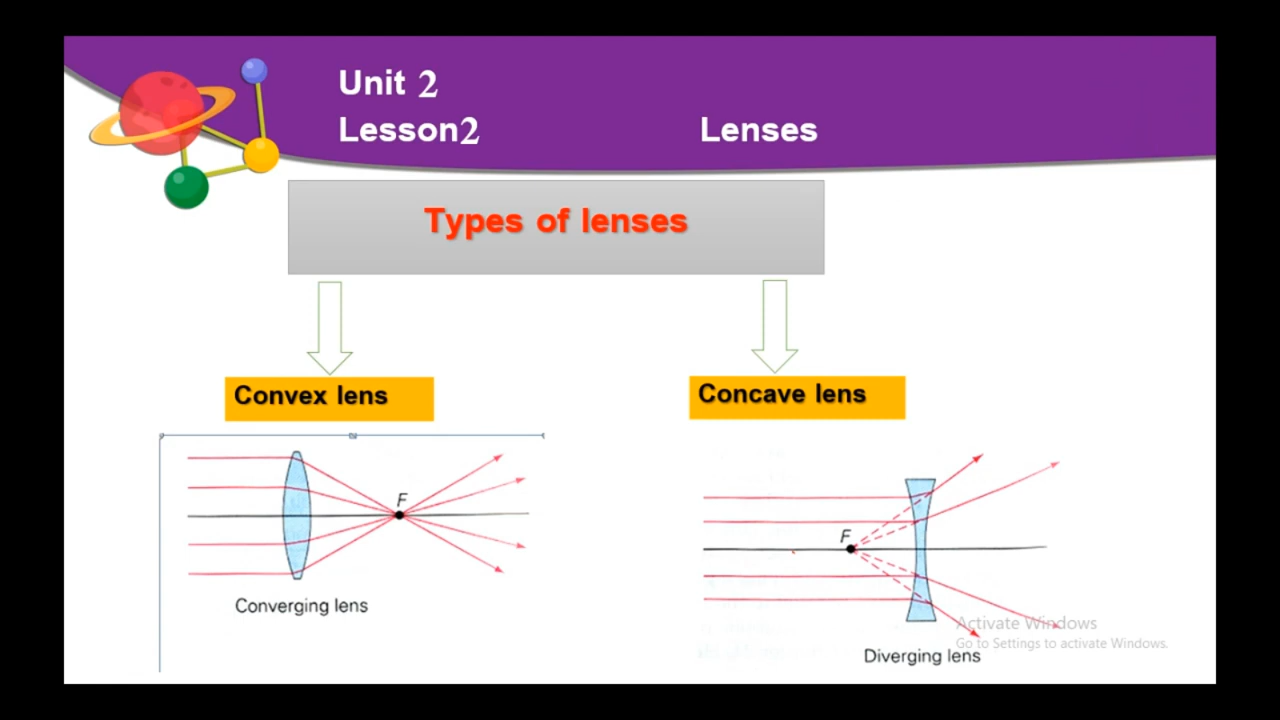 Unit 2
Lesson2
Lenses
Types of lenses
Convex lens
Concave lens
F
Converging lens
F
Diverging lens
Activate Windows
Go to Settings to activate Windows.